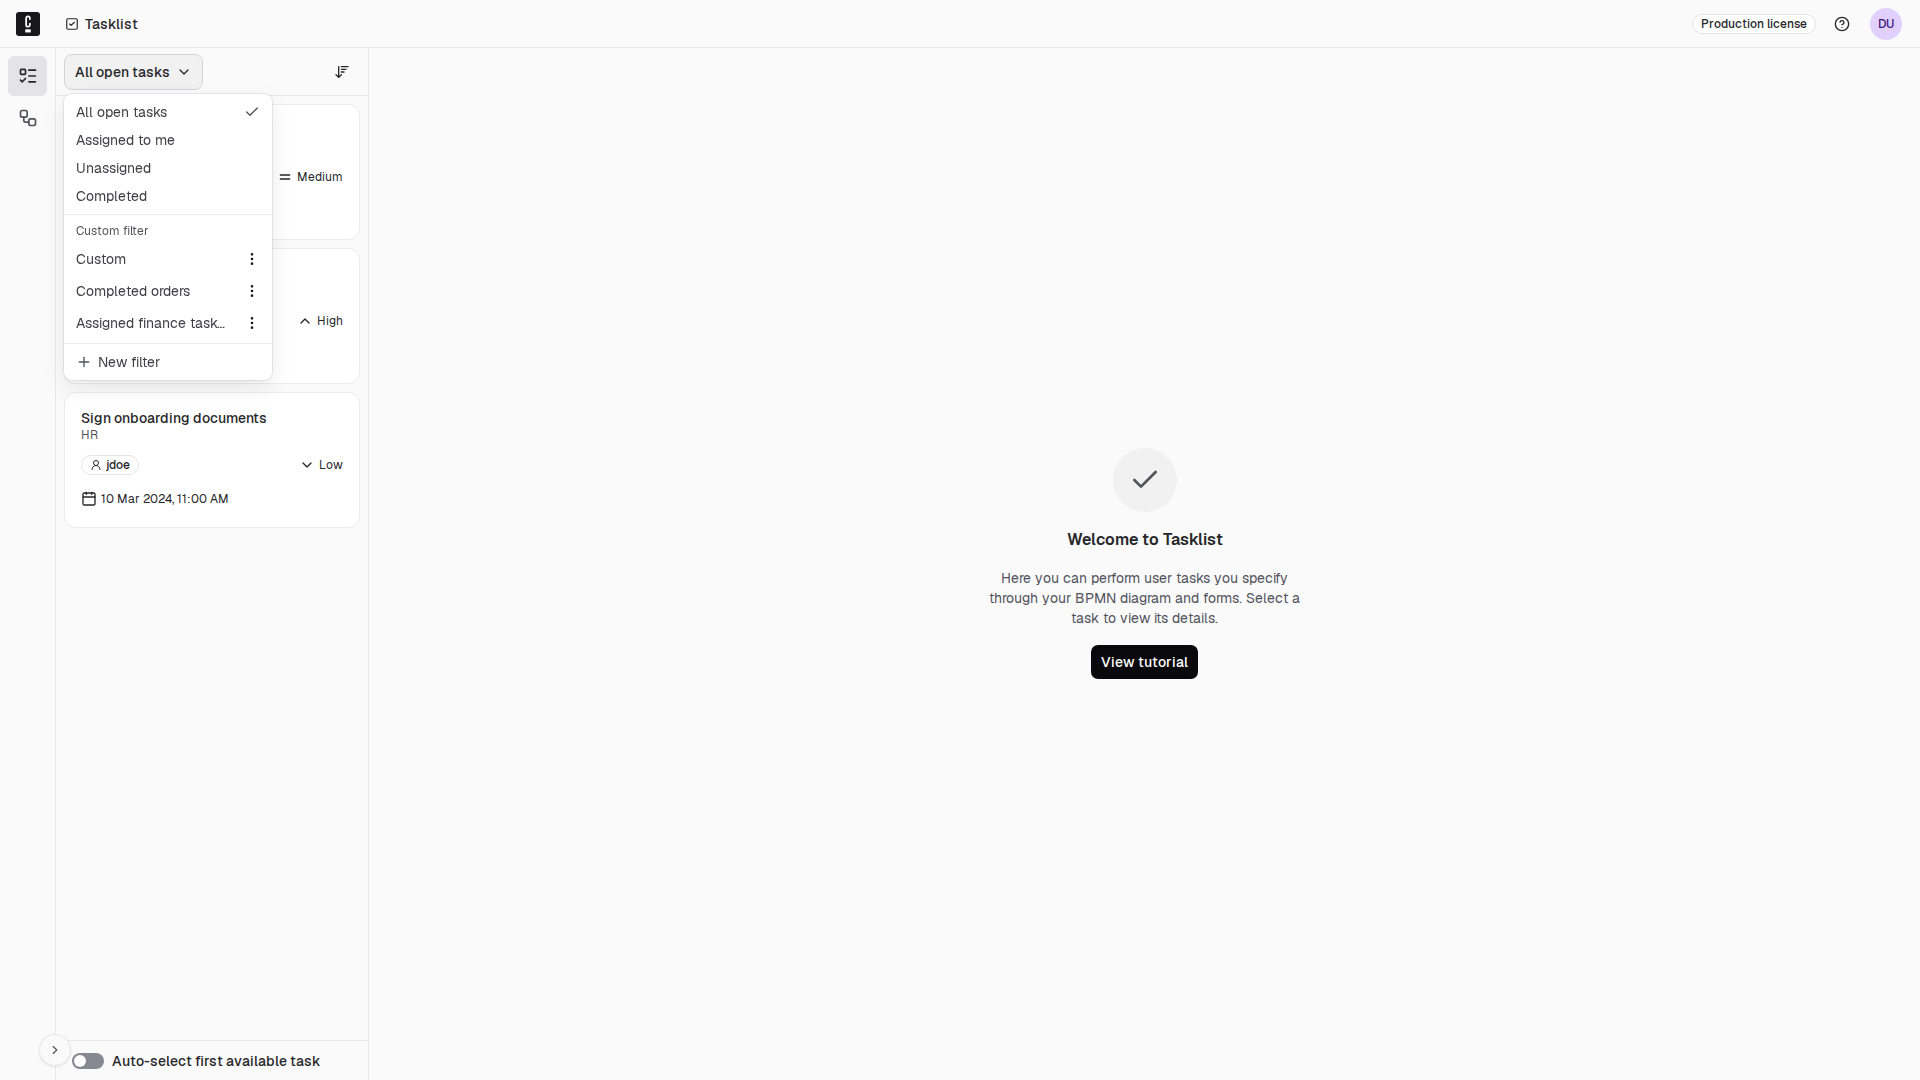 Tasklist
Production license
DU
All open tasks
All open tasks
Assigned to me
Unassigned
Completed
Custom filter
Custom
Completed orders
Assigned finance task...
New filter
Medium
High
Sign onboarding documents
HR
jdoe
Low
10 Mar 2024, 11:00 AM
Welcome to Tasklist
Here you can perform user tasks you specify
through your BPMN diagram and forms. Select a
task to view its details.
View tutorial
Auto-select first available task